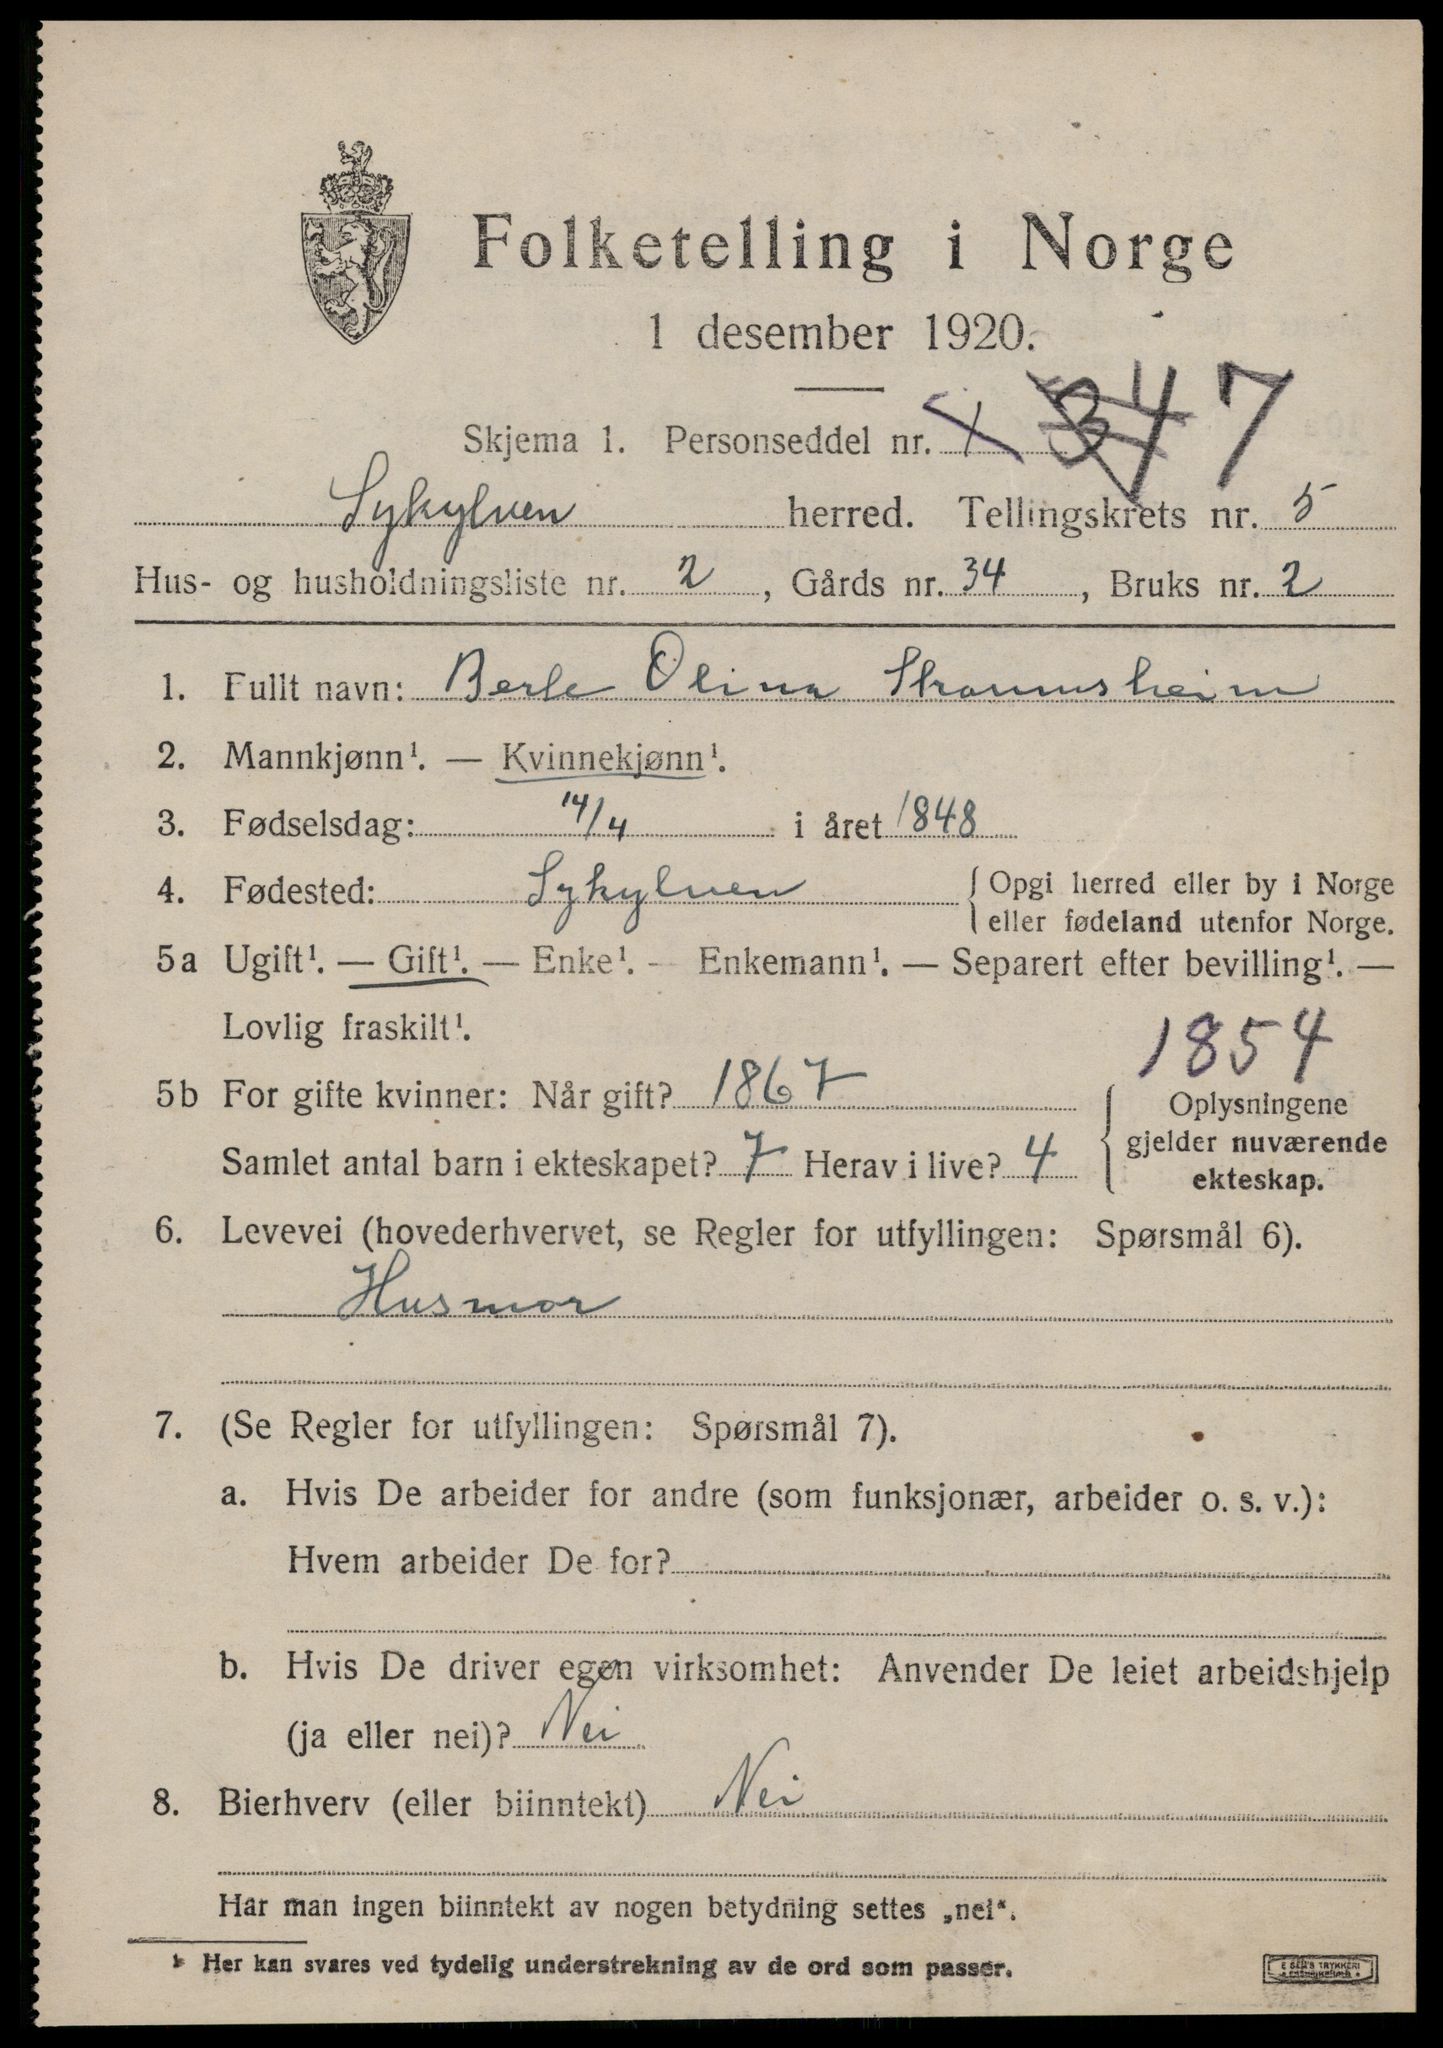 Folketelling i Norge
1 desember 1920.
Skjema 1. Personseddel nr. 1 34 7
Sykylven herred. Tellingskrets nr. 5
Hus- og husholdningsliste nr. 2, Gårds nr. 34, Bruks nr. 2
1. Fullt navn: Berte Olina Straumsheim
2. Mannkjønn¹. — Kvinnekjønn¹.
3. Fødselsdag: 14/4 i året 1848
4. Fødested: Sykylven { Opgi herred eller by i Norge
eller fødeland utenfor Norge.
5a Ugift¹. — Gift¹. — Enke¹. - Enkemann¹. — Separert efter bevilling¹. —
Lovlig fraskilt¹.
1854
5b For gifte kvinner: Når gift? 1867 { Oplysningene
gjelder nuværende
ekteskap.
Samlet antal barn i ekteskapet? 7 Herav i live? 4
6. Levevei (hovederhvervet, se Regler for utfyllingen: Spørsmål 6).
Husmor
7. (Se Regler for utfyllingen: Spørsmål 7).
a. Hvis De arbeider for andre (som funksjonær, arbeider o. s. v.):
Hvem arbeider De for?
b. Hvis De driver egen virksomhet: Anvender De leiet arbeidshjelp
(ja eller nei)? Nei
8. Bierhverv (eller biinntekt) Nei
Har man ingen biinntekt av nogen betydning settes „nei“.
¹ Her kan svares ved tydelig understrekning av de ord som passer.